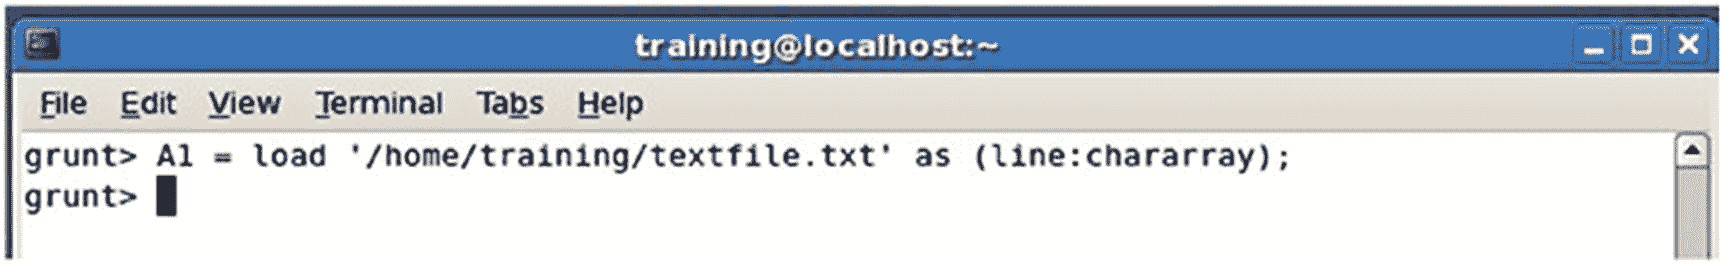 training@localhost:~
File Edit View Terminal Tabs Help
grunt> A1 = load '/home/training/textfile.txt' as (line:chararray);
grunt>